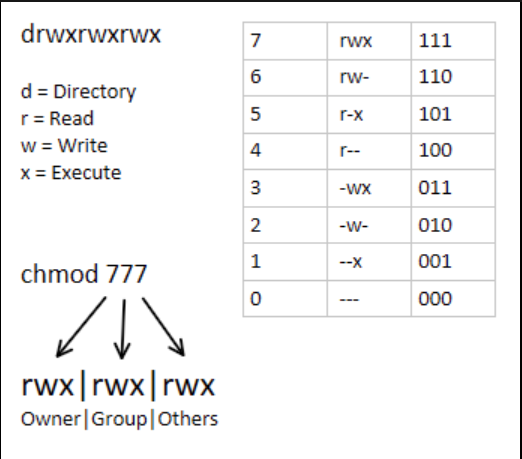 drwxrwxrwx
d = Directory
r = Read
w = Write
x = Execute
chmod 777
rwx|rwx|rwx
Owner|Group|Others
7 rwx 111
6 rw- 110
5 r-x 101
4 r-- 100
3 -wx 011
2 -w- 010
1 --x 001
0 --- 000